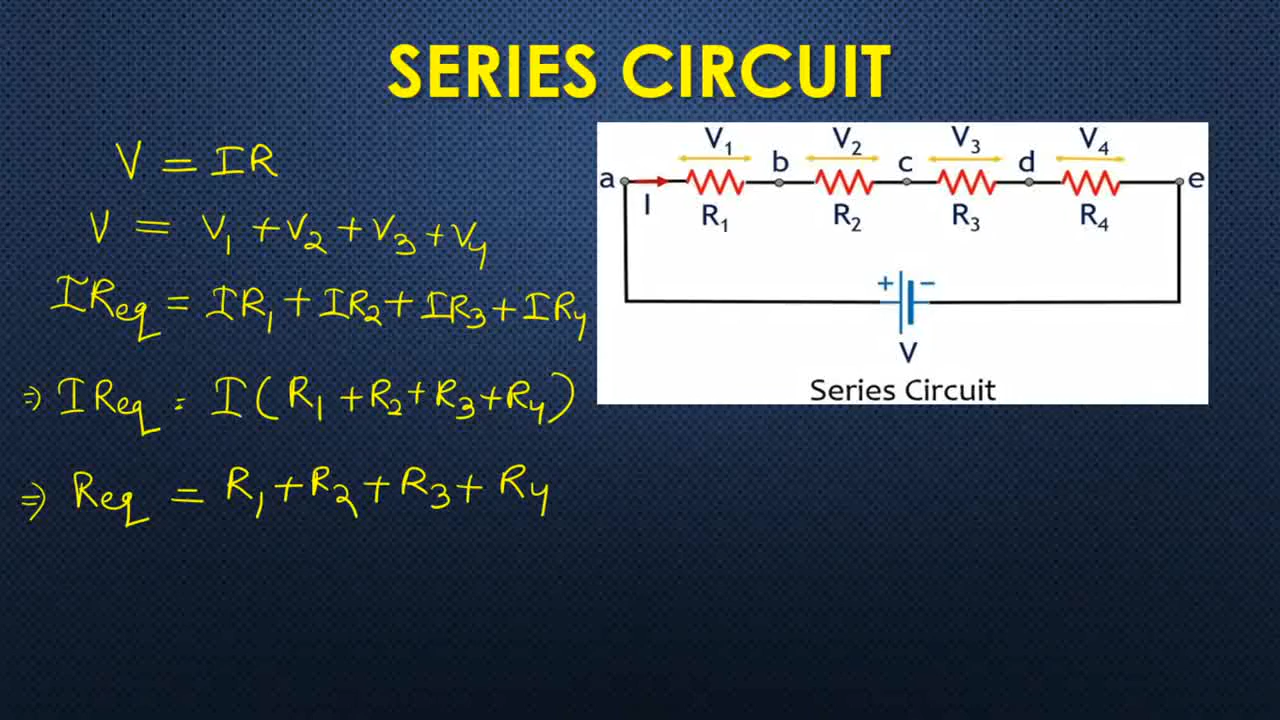 SERIES CIRCUIT
V = IR
V = V₁ + V₂ + V₃ + V₄
IReq = IR₁ + IR₂ + IR₃ + IR₄
⇒ IReq = I(R₁ + R₂ + R₃ + R₄)
⇒ Req = R₁ + R₂ + R₃ + R₄
V₁ V₂ V₃ V₄
a b c d e
I R₁ R₂ R₃ R₄
+ −
V
Series Circuit